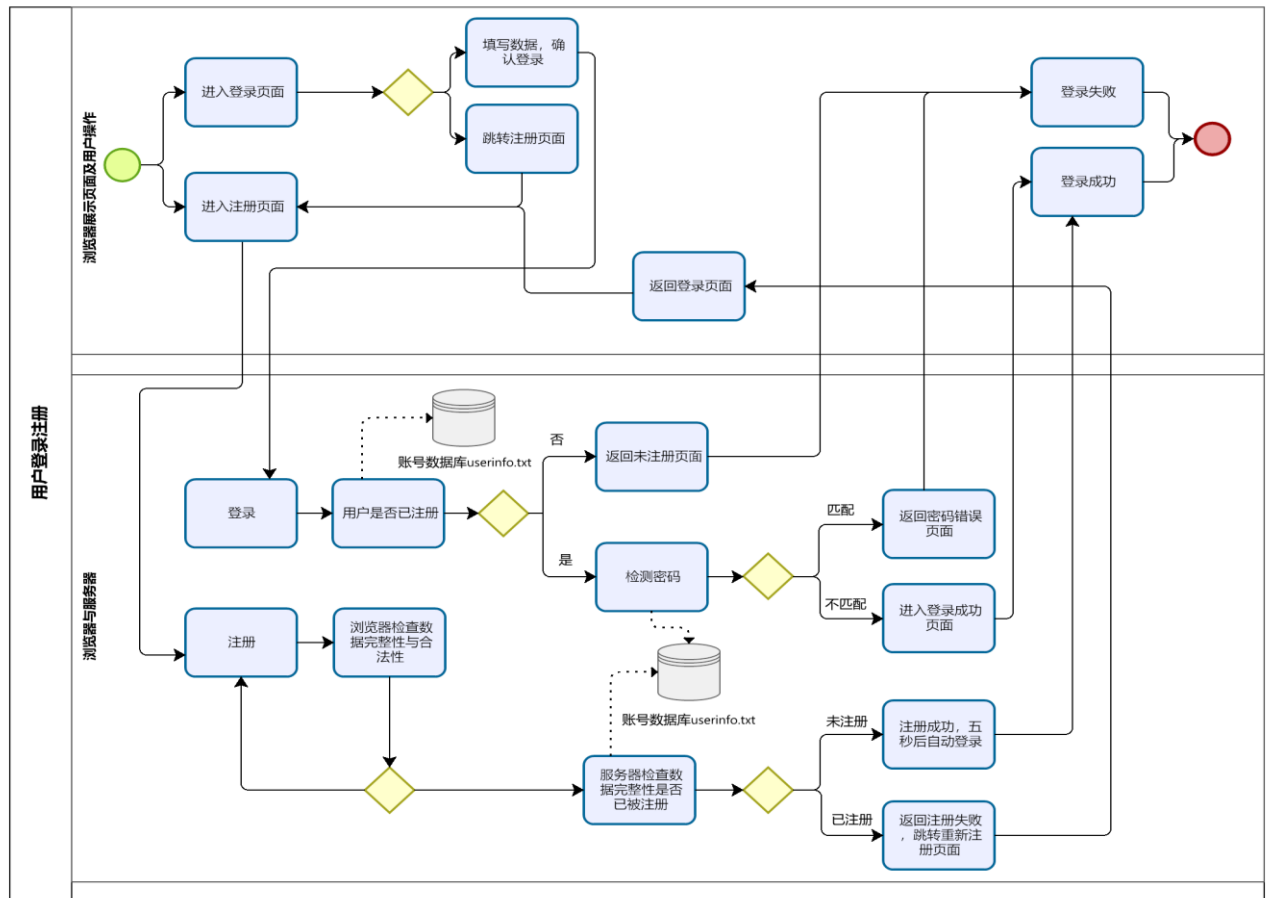 用户登录注册
浏览器展示页面及用户操作
进入登录页面
填写数据，确
认登录
跳转注册页面
进入注册页面
返回登录页面
登录失败
登录成功
浏览器与服务器
账号数据库userinfo.txt
登录
用户是否已注册
否
返回未注册页面
是
检测密码
匹配
返回密码错误
页面
不匹配
进入登录成功
页面
注册
浏览器检查数
据完整性与合
法性
账号数据库userinfo.txt
服务器检查数
据完整性是否
已被注册
未注册
注册成功，五
秒后自动登录
已注册
返回注册失败
，跳转重新注
册页面